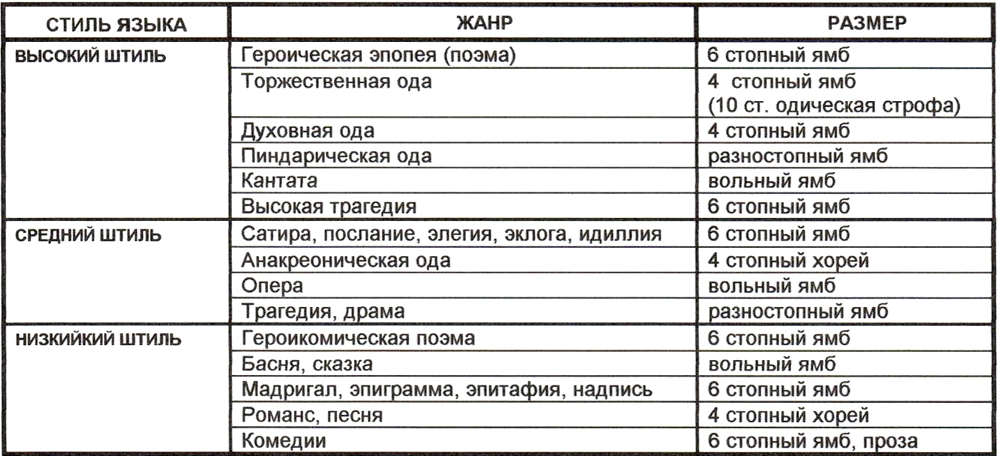 СТИЛЬ ЯЗЫКА ЖАНР РАЗМЕР
ВЫСОКИЙ ШТИЛЬ Героическая эпопея (поэма) 6 стопный ямб
Торжественная ода 4 стопный ямб
(10 ст. одическая строфа)
Духовная ода 4 стопный ямб
Пиндарическая ода разностопный ямб
Кантата вольный ямб
Высокая трагедия 6 стопный ямб
СРЕДНИЙ ШТИЛЬ Сатира, послание, элегия, эклога, идиллия 6 стопный ямб
Анакреоническая ода 4 стопный хорей
Опера вольный ямб
Трагедия, драма разностопный ямб
НИЗКИЙКИЙ ШТИЛЬ Героикомическая поэма 6 стопный ямб
Басня, сказка вольный ямб
Мадригал, эпиграмма, эпитафия, надпись 6 стопный ямб
Романс, песня 4 стопный хорей
Комедии 6 стопный ямб, проза